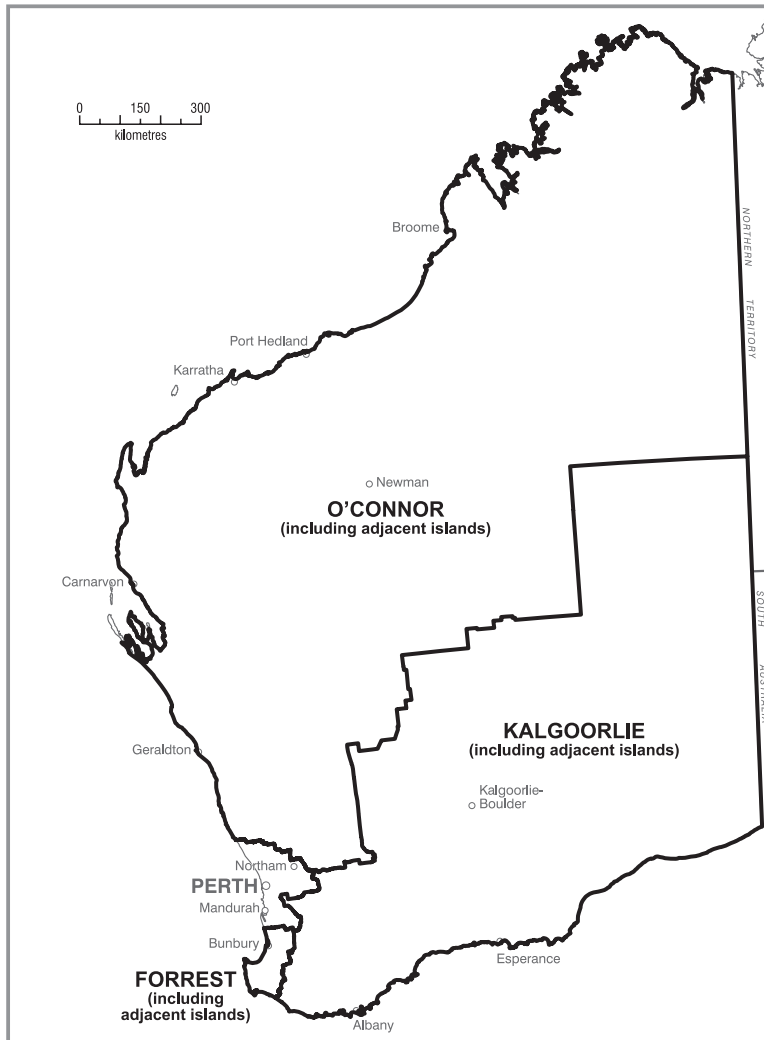 0 150 300
kilometres
Broome
NORTHERN
TERRITORY
Port Hedland
Karratha
Newman
O'CONNOR
(including adjacent islands)
Carnarvon
SOUTH
KALGOORLIE
(including adjacent islands)
Geraldton
Kalgoorlie-
Boulder
Northam
PERTH
Mandurah
Bunbury
Esperance
FORREST
(including
adjacent islands)
Albany